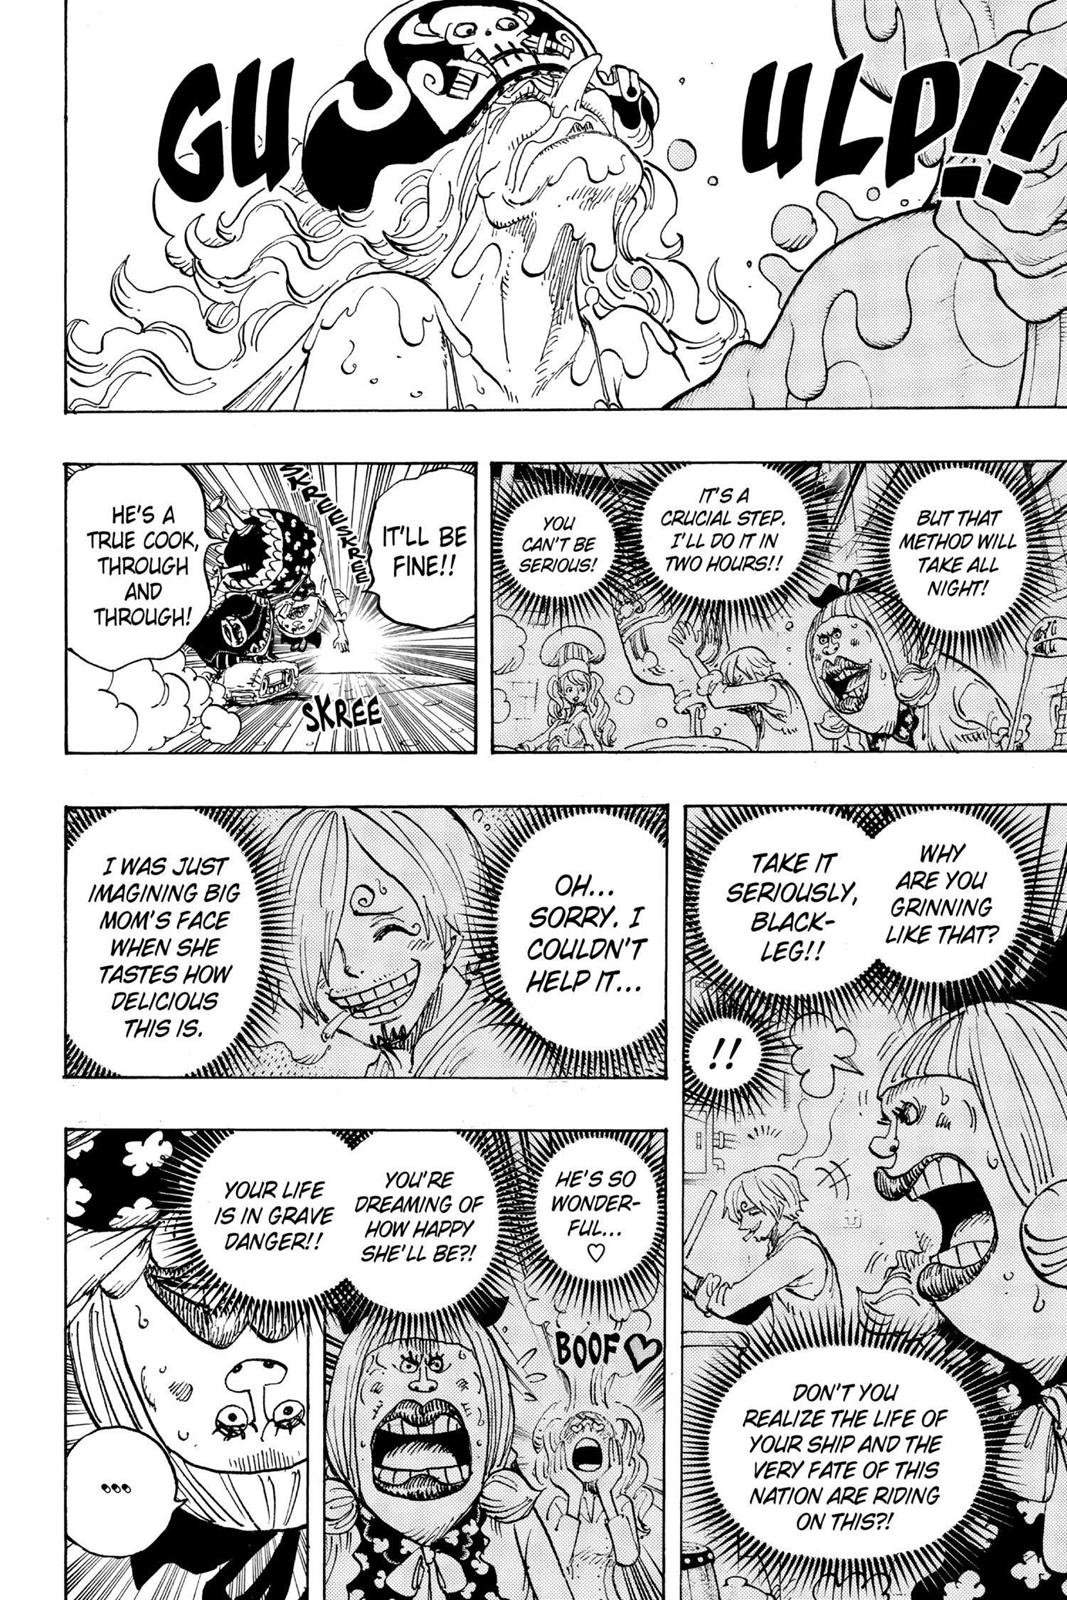 GU
ULP!!
BUT THAT
METHOD WILL
TAKE ALL
NIGHT!
IT'S A
CRUCIAL STEP.
I'LL DO IT IN
TWO HOURS!!
YOU
CAN'T BE
SERIOUS!
IT'LL BE
FINE!!
SKREESKREE
HE'S A
TRUE COOK,
THROUGH
AND
THROUGH!
SKREE
WHY
ARE YOU
GRINNING
LIKE THAT?
TAKE IT
SERIOUSLY,
BLACK-
LEG!!
!!
DON'T YOU
REALIZE THE LIFE OF
YOUR SHIP AND THE
VERY FATE OF THIS
NATION ARE RIDING
ON THIS?!
OH...
SORRY. I
COULDN'T
HELP IT...
I WAS JUST
IMAGINING BIG
MOM'S FACE
WHEN SHE
TASTES HOW
DELICIOUS
THIS IS.
HE'S SO
WONDER-
FUL...
♡
BOOF♡
YOU'RE
DREAMING OF
HOW HAPPY
SHE'LL BE?!
YOUR LIFE
IS IN GRAVE
DANGER!!
...